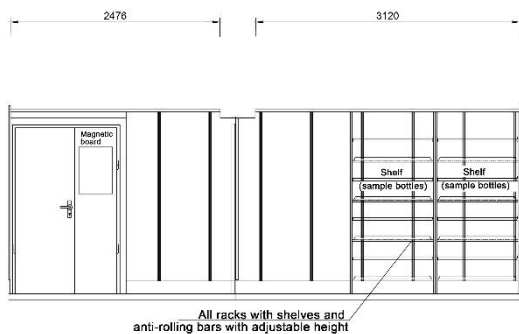 2476
3120
Magnetic
board
Shelf
(sample bottles)
Shelf
(sample bottles)
All racks with shelves and
anti-rolling bars with adjustable height